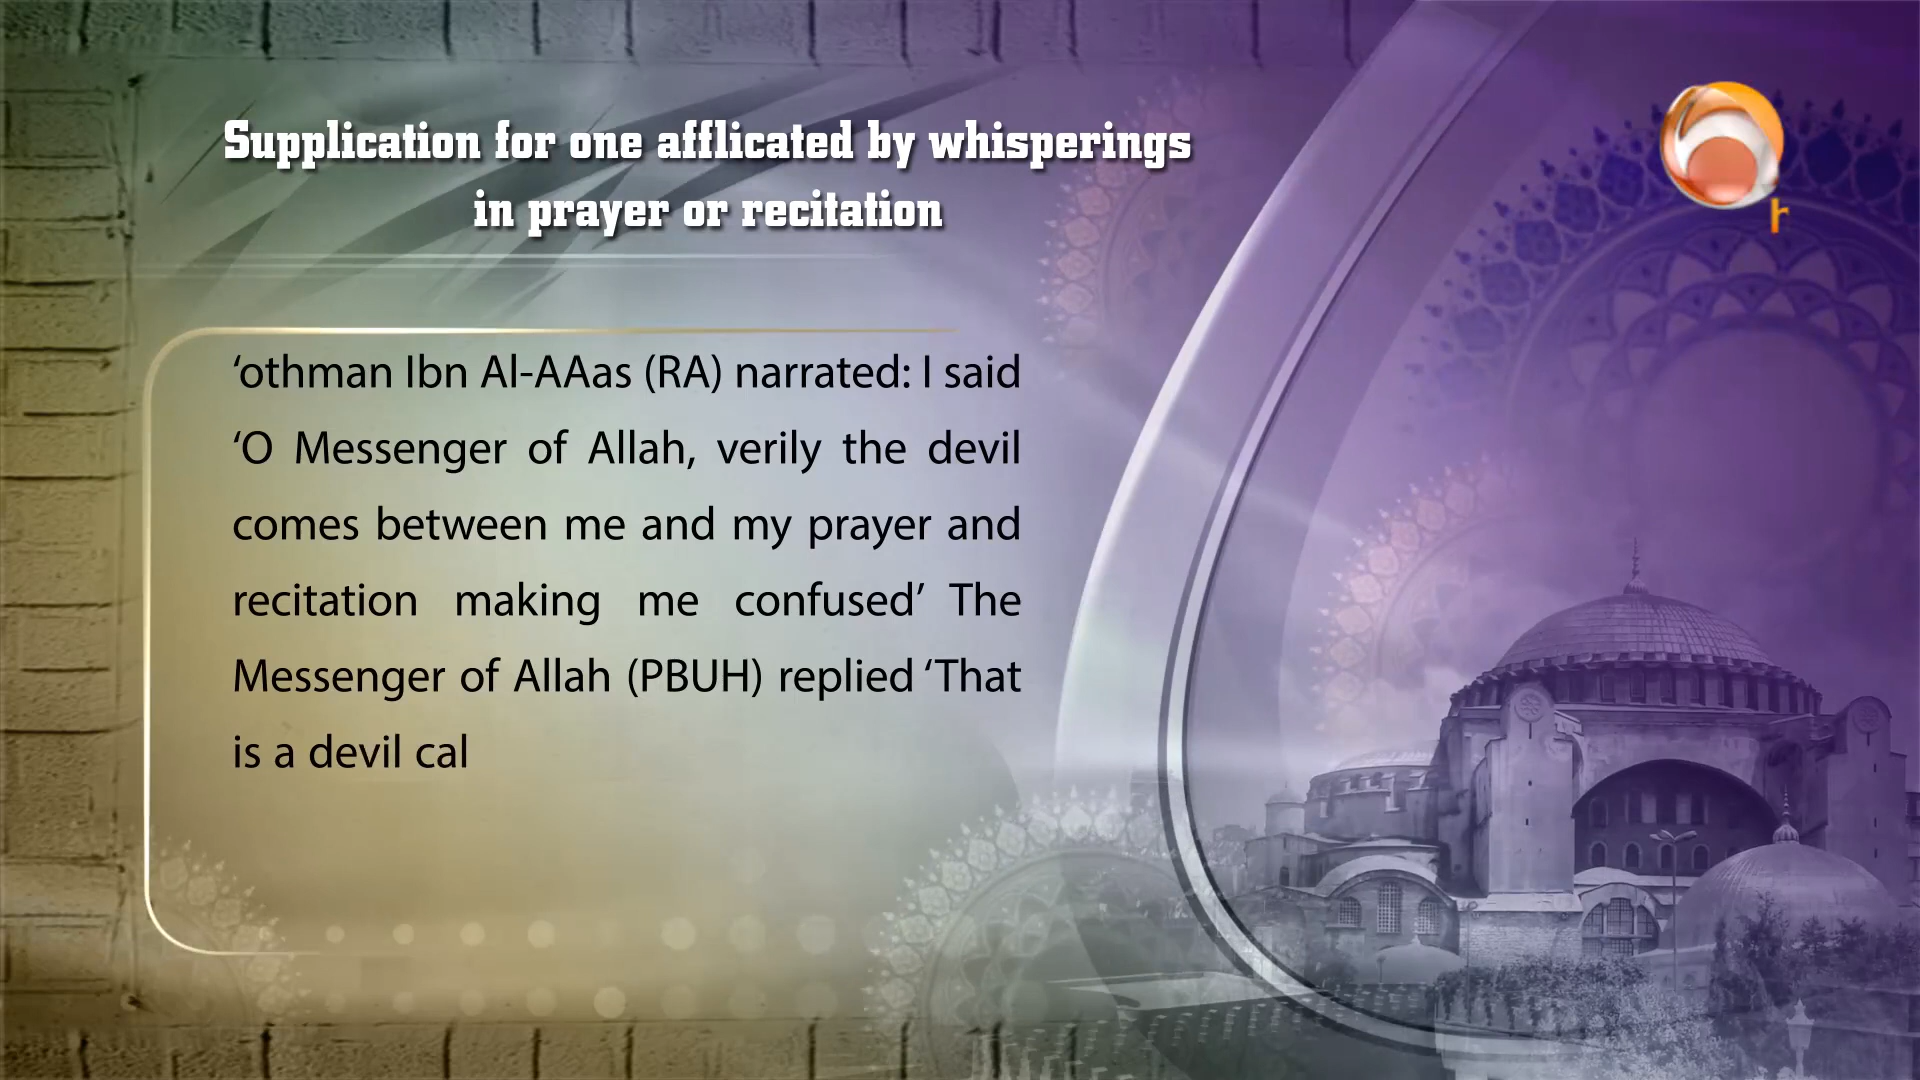 Supplication for one afflicated by whisperings
in prayer or recitation
r
‘othman Ibn Al-AAas (RA) narrated: I said
‘O Messenger of Allah, verily the devil
comes between me and my prayer and
recitation making me confused’ The
Messenger of Allah (PBUH) replied ‘That
is a devil cal